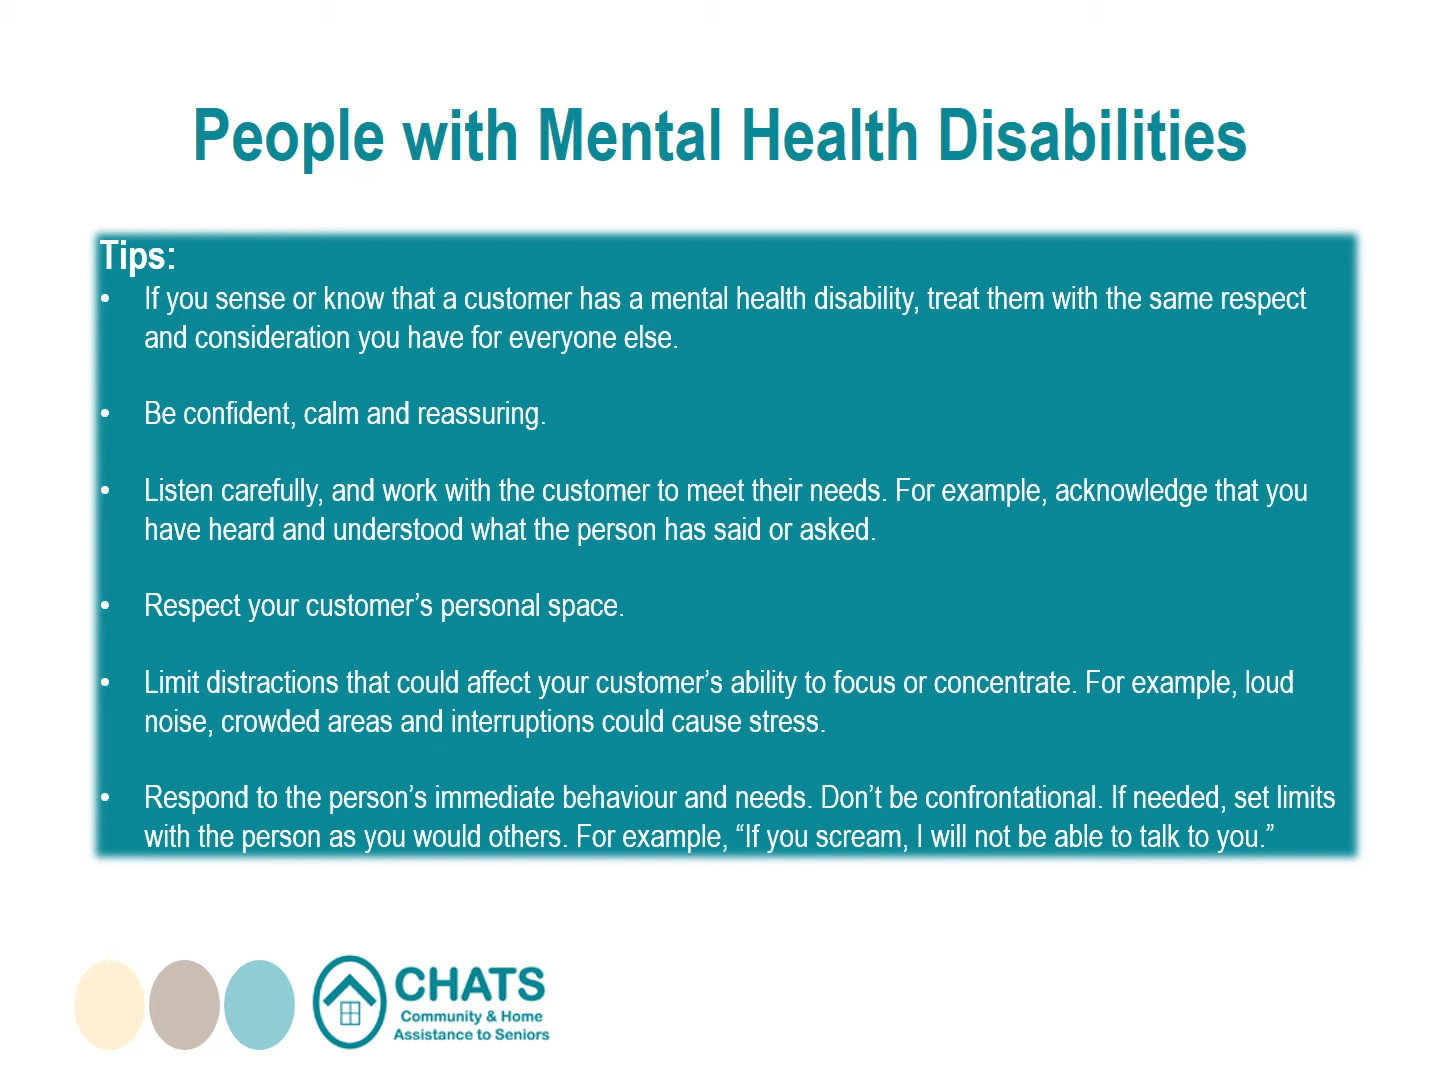 People with Mental Health Disabilities
Tips:
• If you sense or know that a customer has a mental health disability, treat them with the same respect
and consideration you have for everyone else.
• Be confident, calm and reassuring.
• Listen carefully, and work with the customer to meet their needs. For example, acknowledge that you
have heard and understood what the person has said or asked.
• Respect your customer’s personal space.
• Limit distractions that could affect your customer’s ability to focus or concentrate. For example, loud
noise, crowded areas and interruptions could cause stress.
• Respond to the person’s immediate behaviour and needs. Don’t be confrontational. If needed, set limits
with the person as you would others. For example, “If you scream, I will not be able to talk to you.”
CHATS
Community & Home
Assistance to Seniors